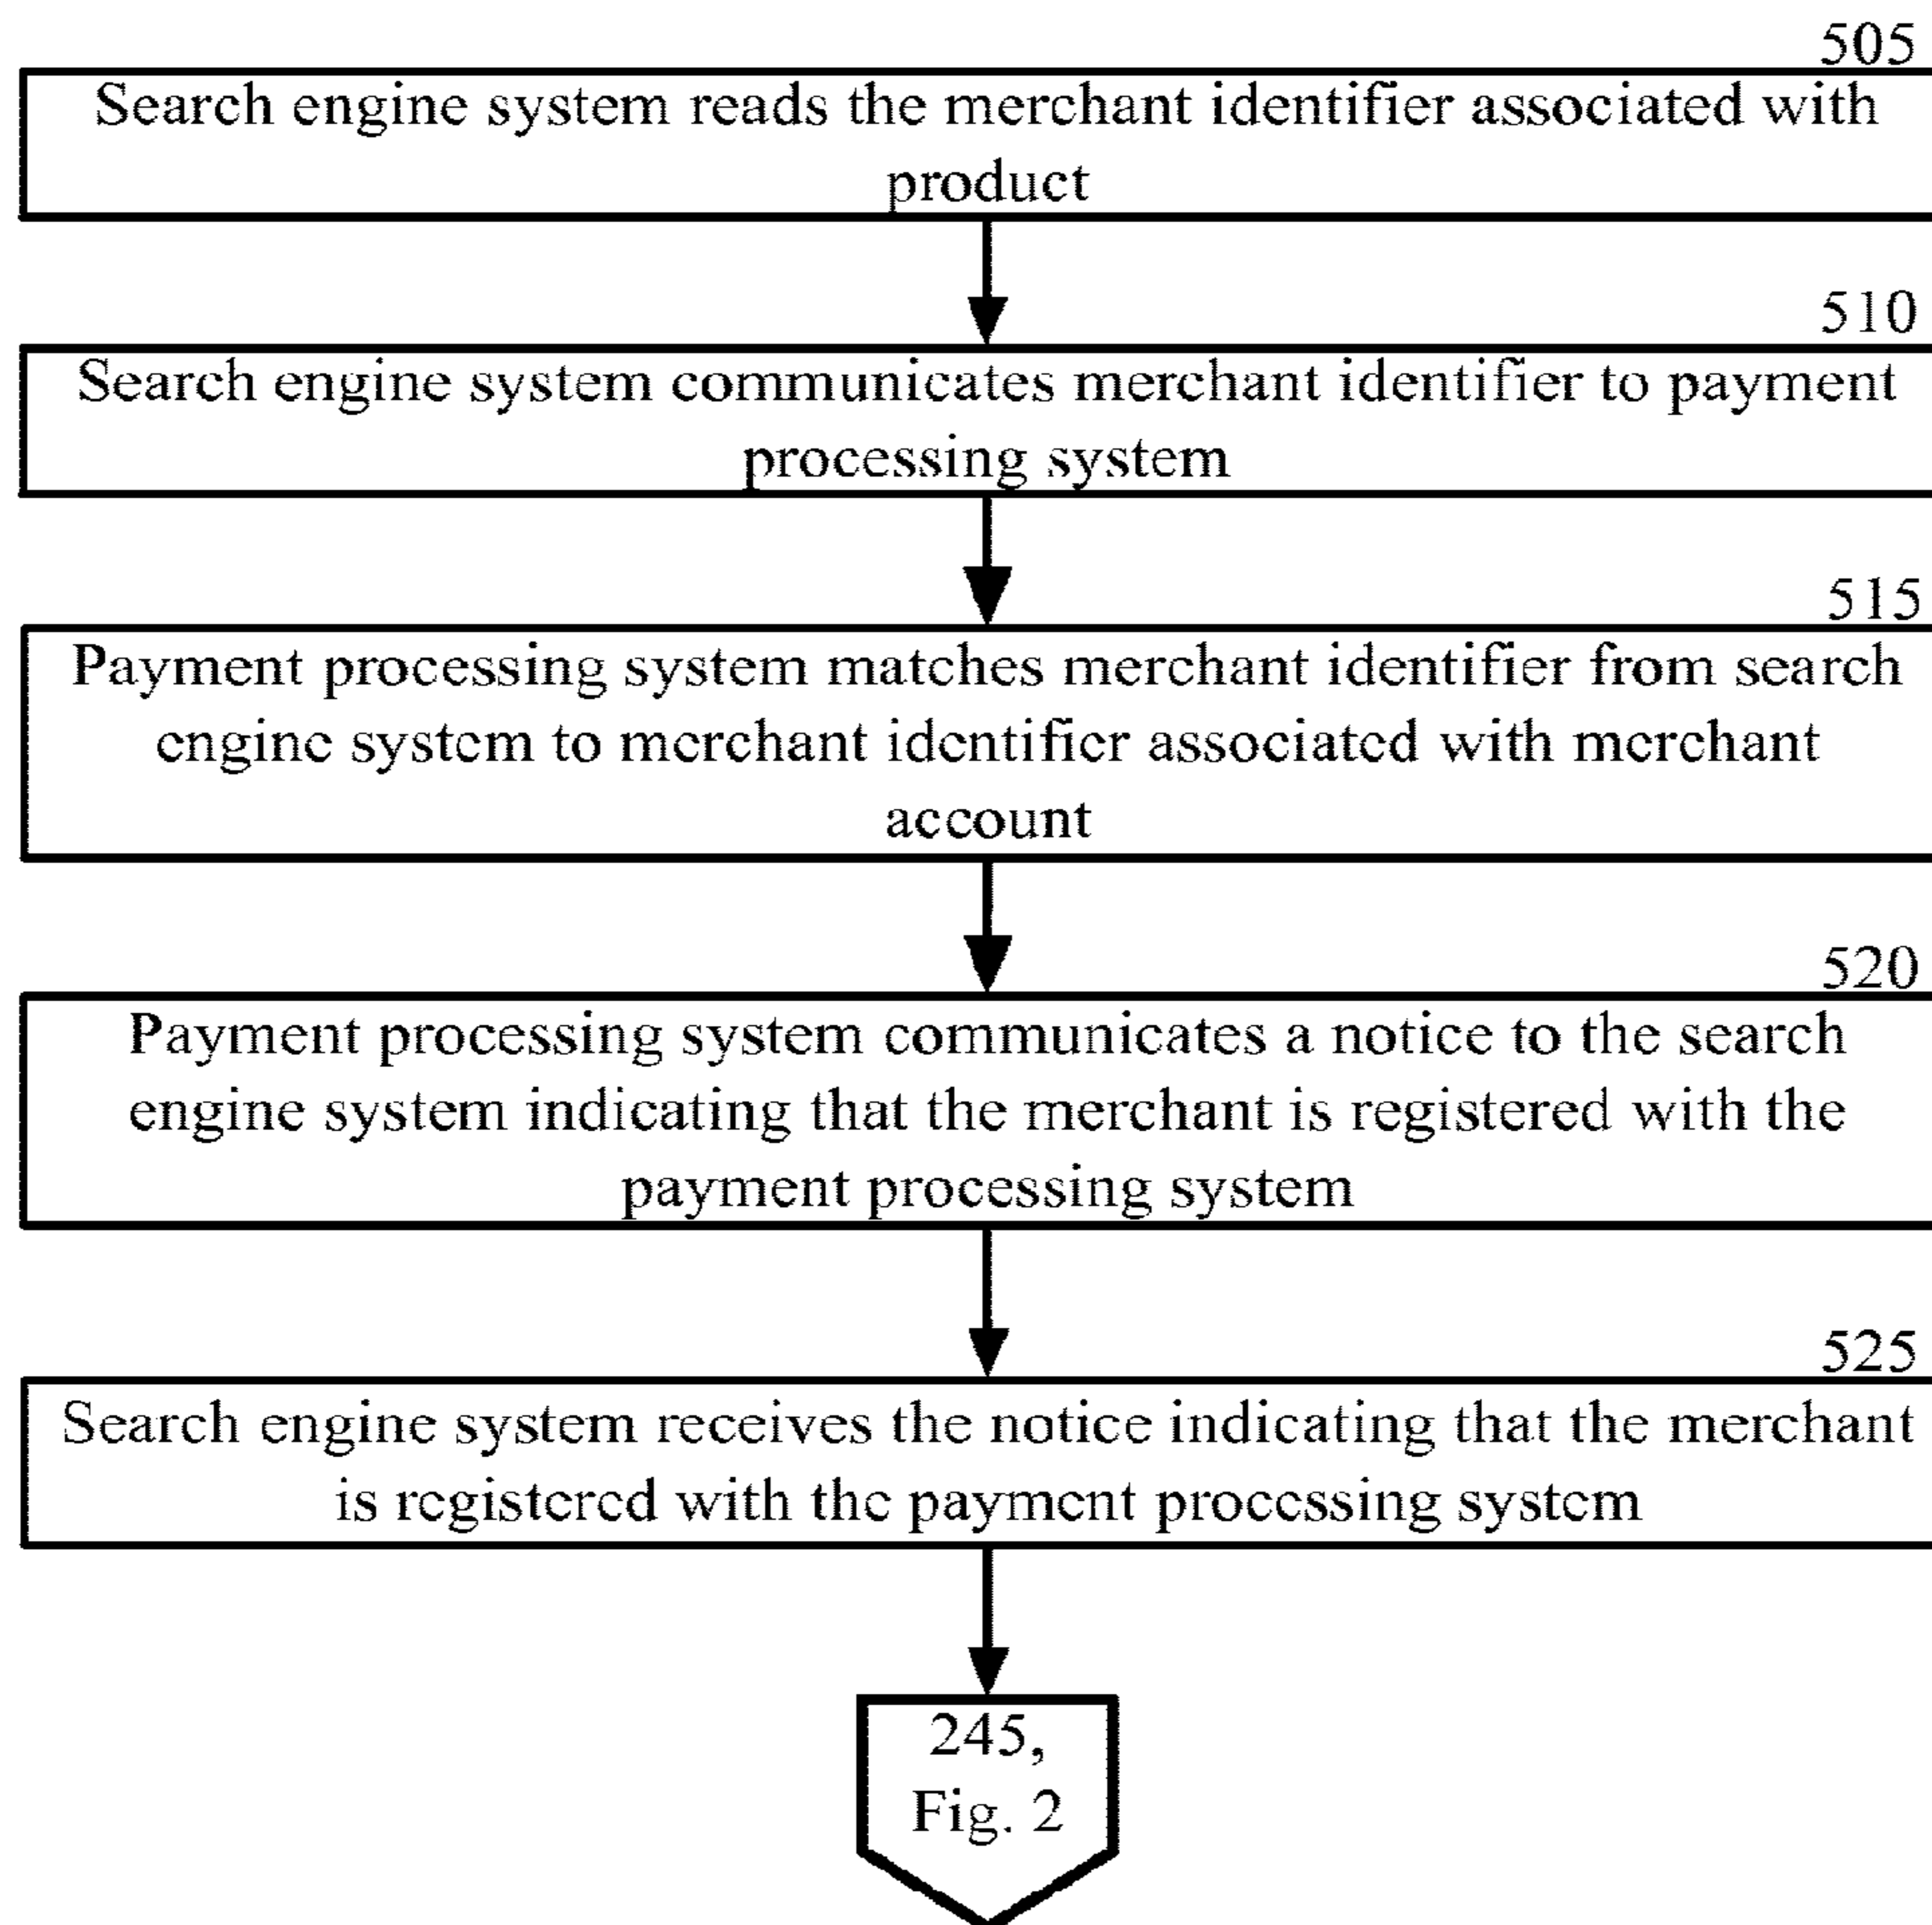 505
Search engine system reads the merchant identifier associated with
product
510
Search engine system communicates merchant identifier to payment
processing system
515
Payment processing system matches merchant identifier from search
engine system to merchant identifier associated with merchant
account
520
Payment processing system communicates a notice to the search
engine system indicating that the merchant is registered with the
payment processing system
525
Search engine system receives the notice indicating that the merchant
is registered with the payment processing system
245,
Fig. 2